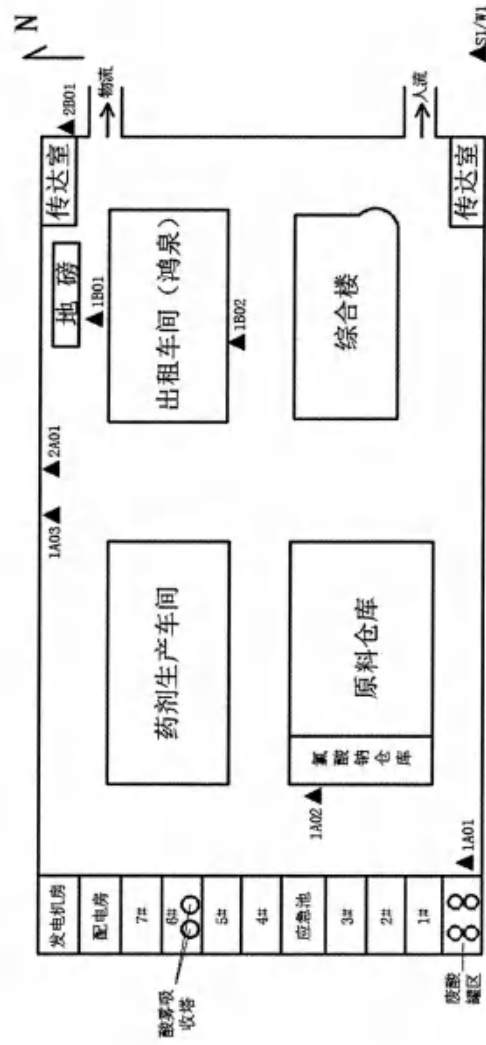 N
发电机房
配电房
7#
6#
5#
4#
应急池
3#
2#
1#
酸雾吸
收塔
废酸
罐区
1A03
2A01
地磅
传达室
2B01
1B01
物流
药剂生产车间
出租车间（鸿泉）
1B02
1A02
氯酸钠仓库
原料仓库
综合楼
人流
1A01
传达室
S1/W1